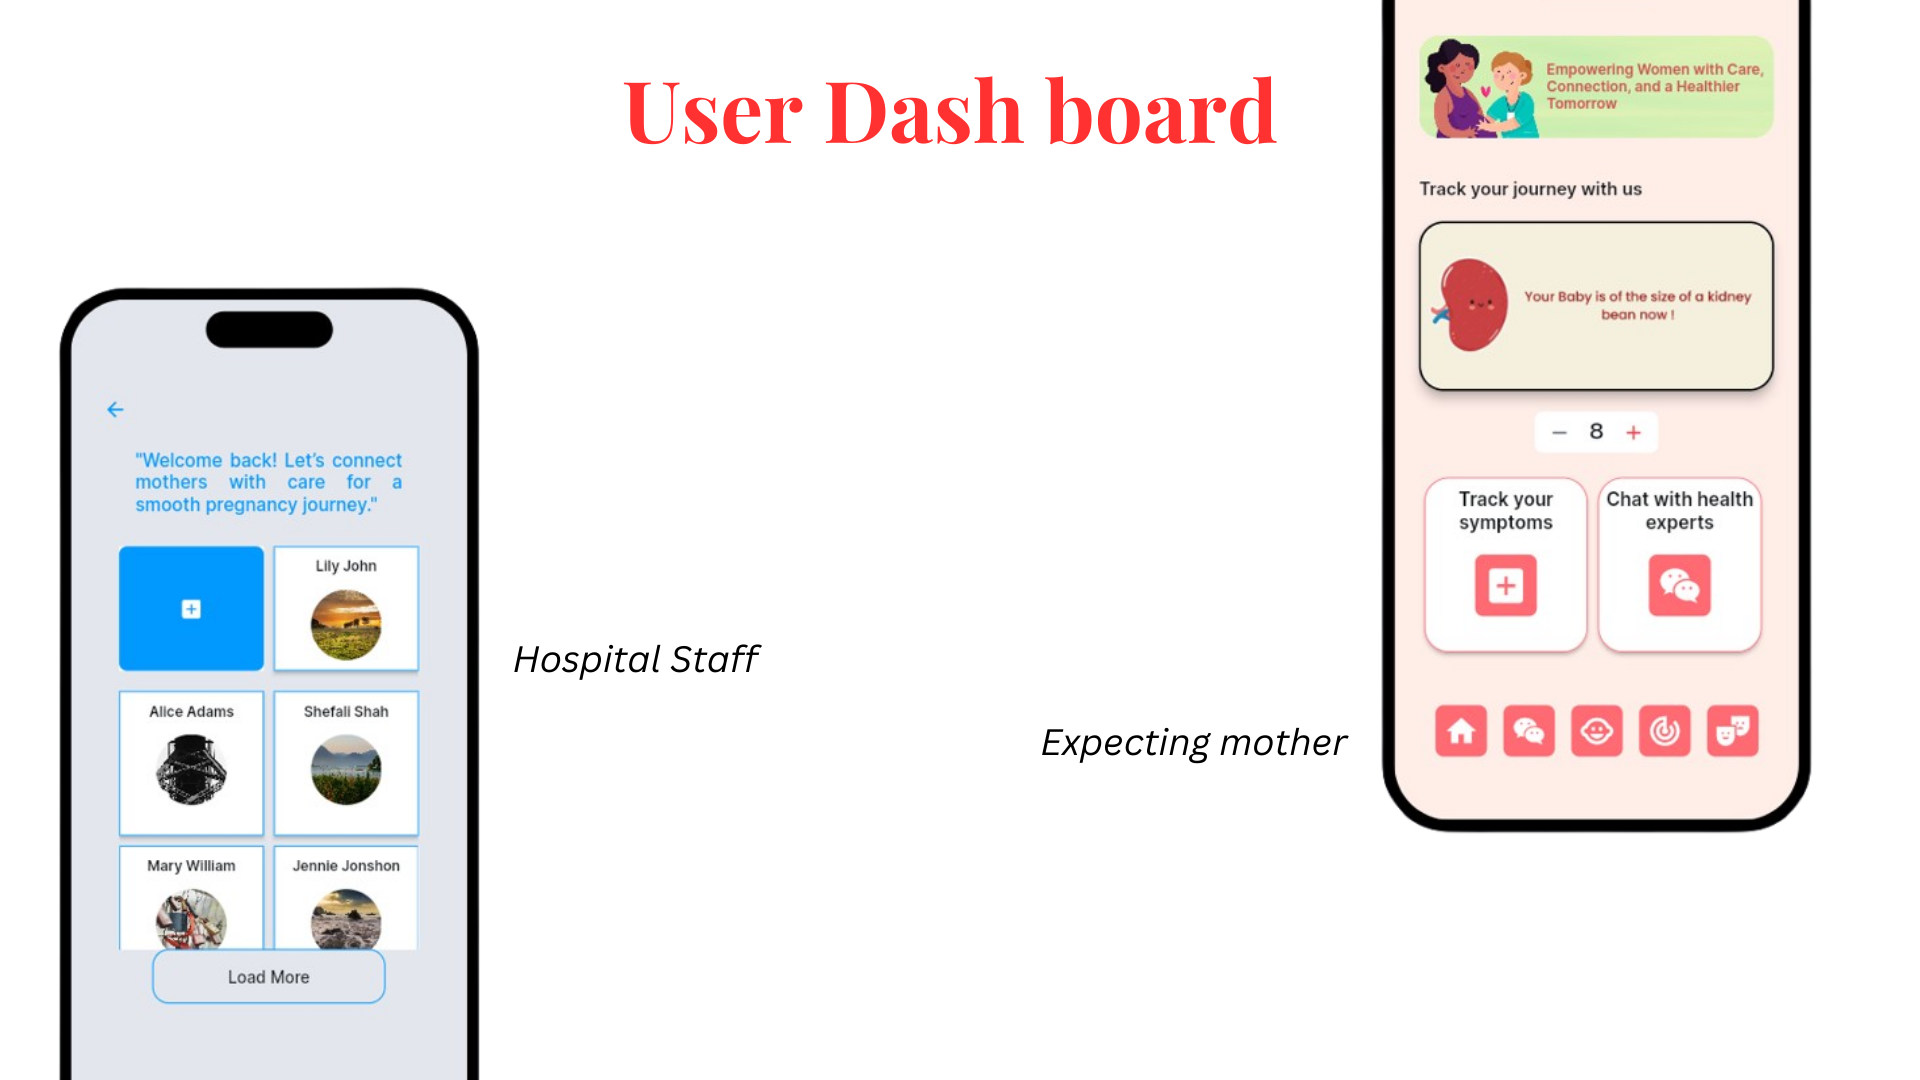 User Dash board
"Welcome back! Let's connect
mothers with care for a
smooth pregnancy journey."
Lily John
Alice Adams
Shefali Shah
Mary William
Jennie Jonshon
Load More
Hospital Staff
Expecting mother
Empowering Women with Care,
Connection, and a Healthier
Tomorrow
Track your journey with us
Your Baby is of the size of a kidney
bean now !
− 8 +
Track your
symptoms
Chat with health
experts